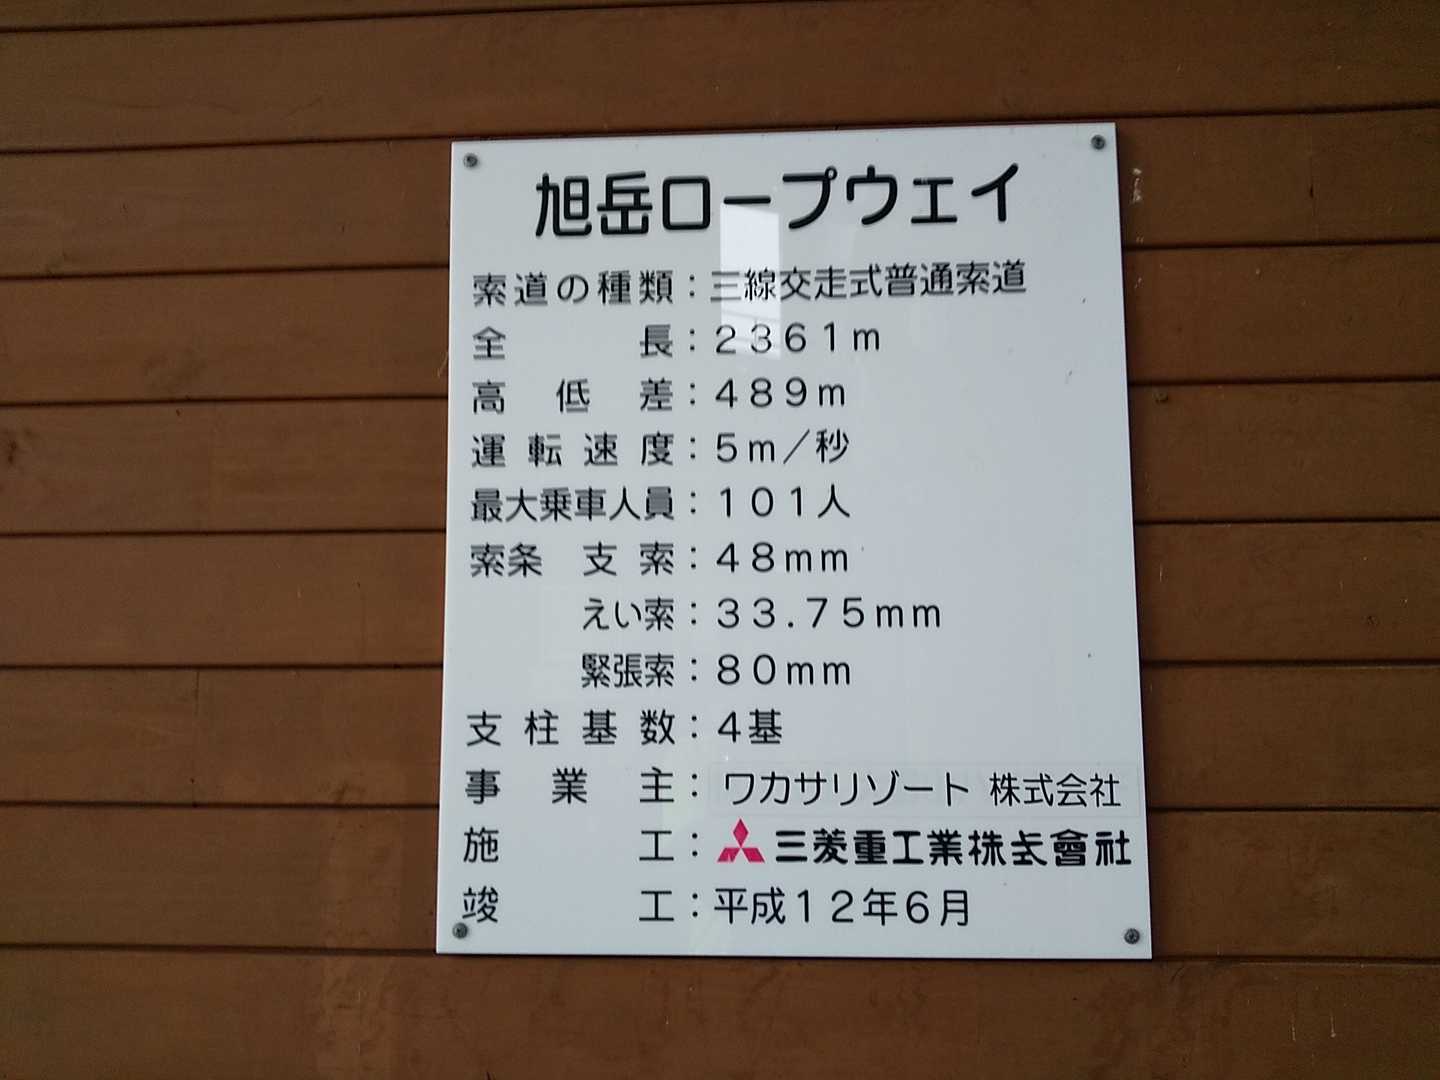 旭岳ロープウェイ
索道の種類：三線交走式普通索道
全長：2361m
高低差：489m
運転速度：5m／秒
最大乗車人員：101人
索条 支索：48mm
えい索：33.75mm
緊張索：80mm
支柱基数：4基
事業主：ワカサリゾート 株式会社
施工：三菱重工業株式會社
竣工：平成12年6月